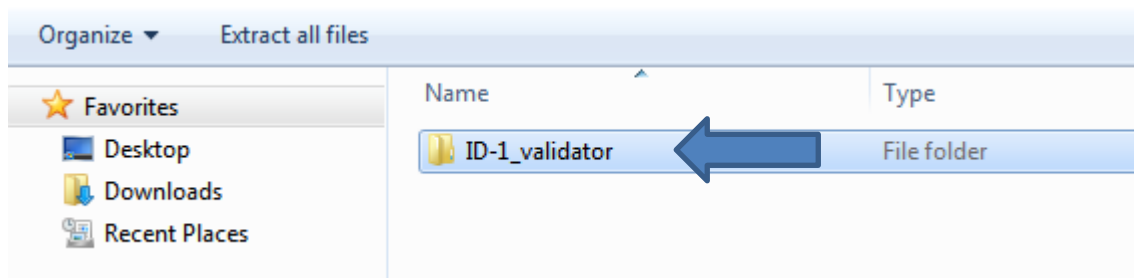 Organize Extract all files
Favorites
Desktop
Downloads
Recent Places
Name Type
ID-1_validator File folder